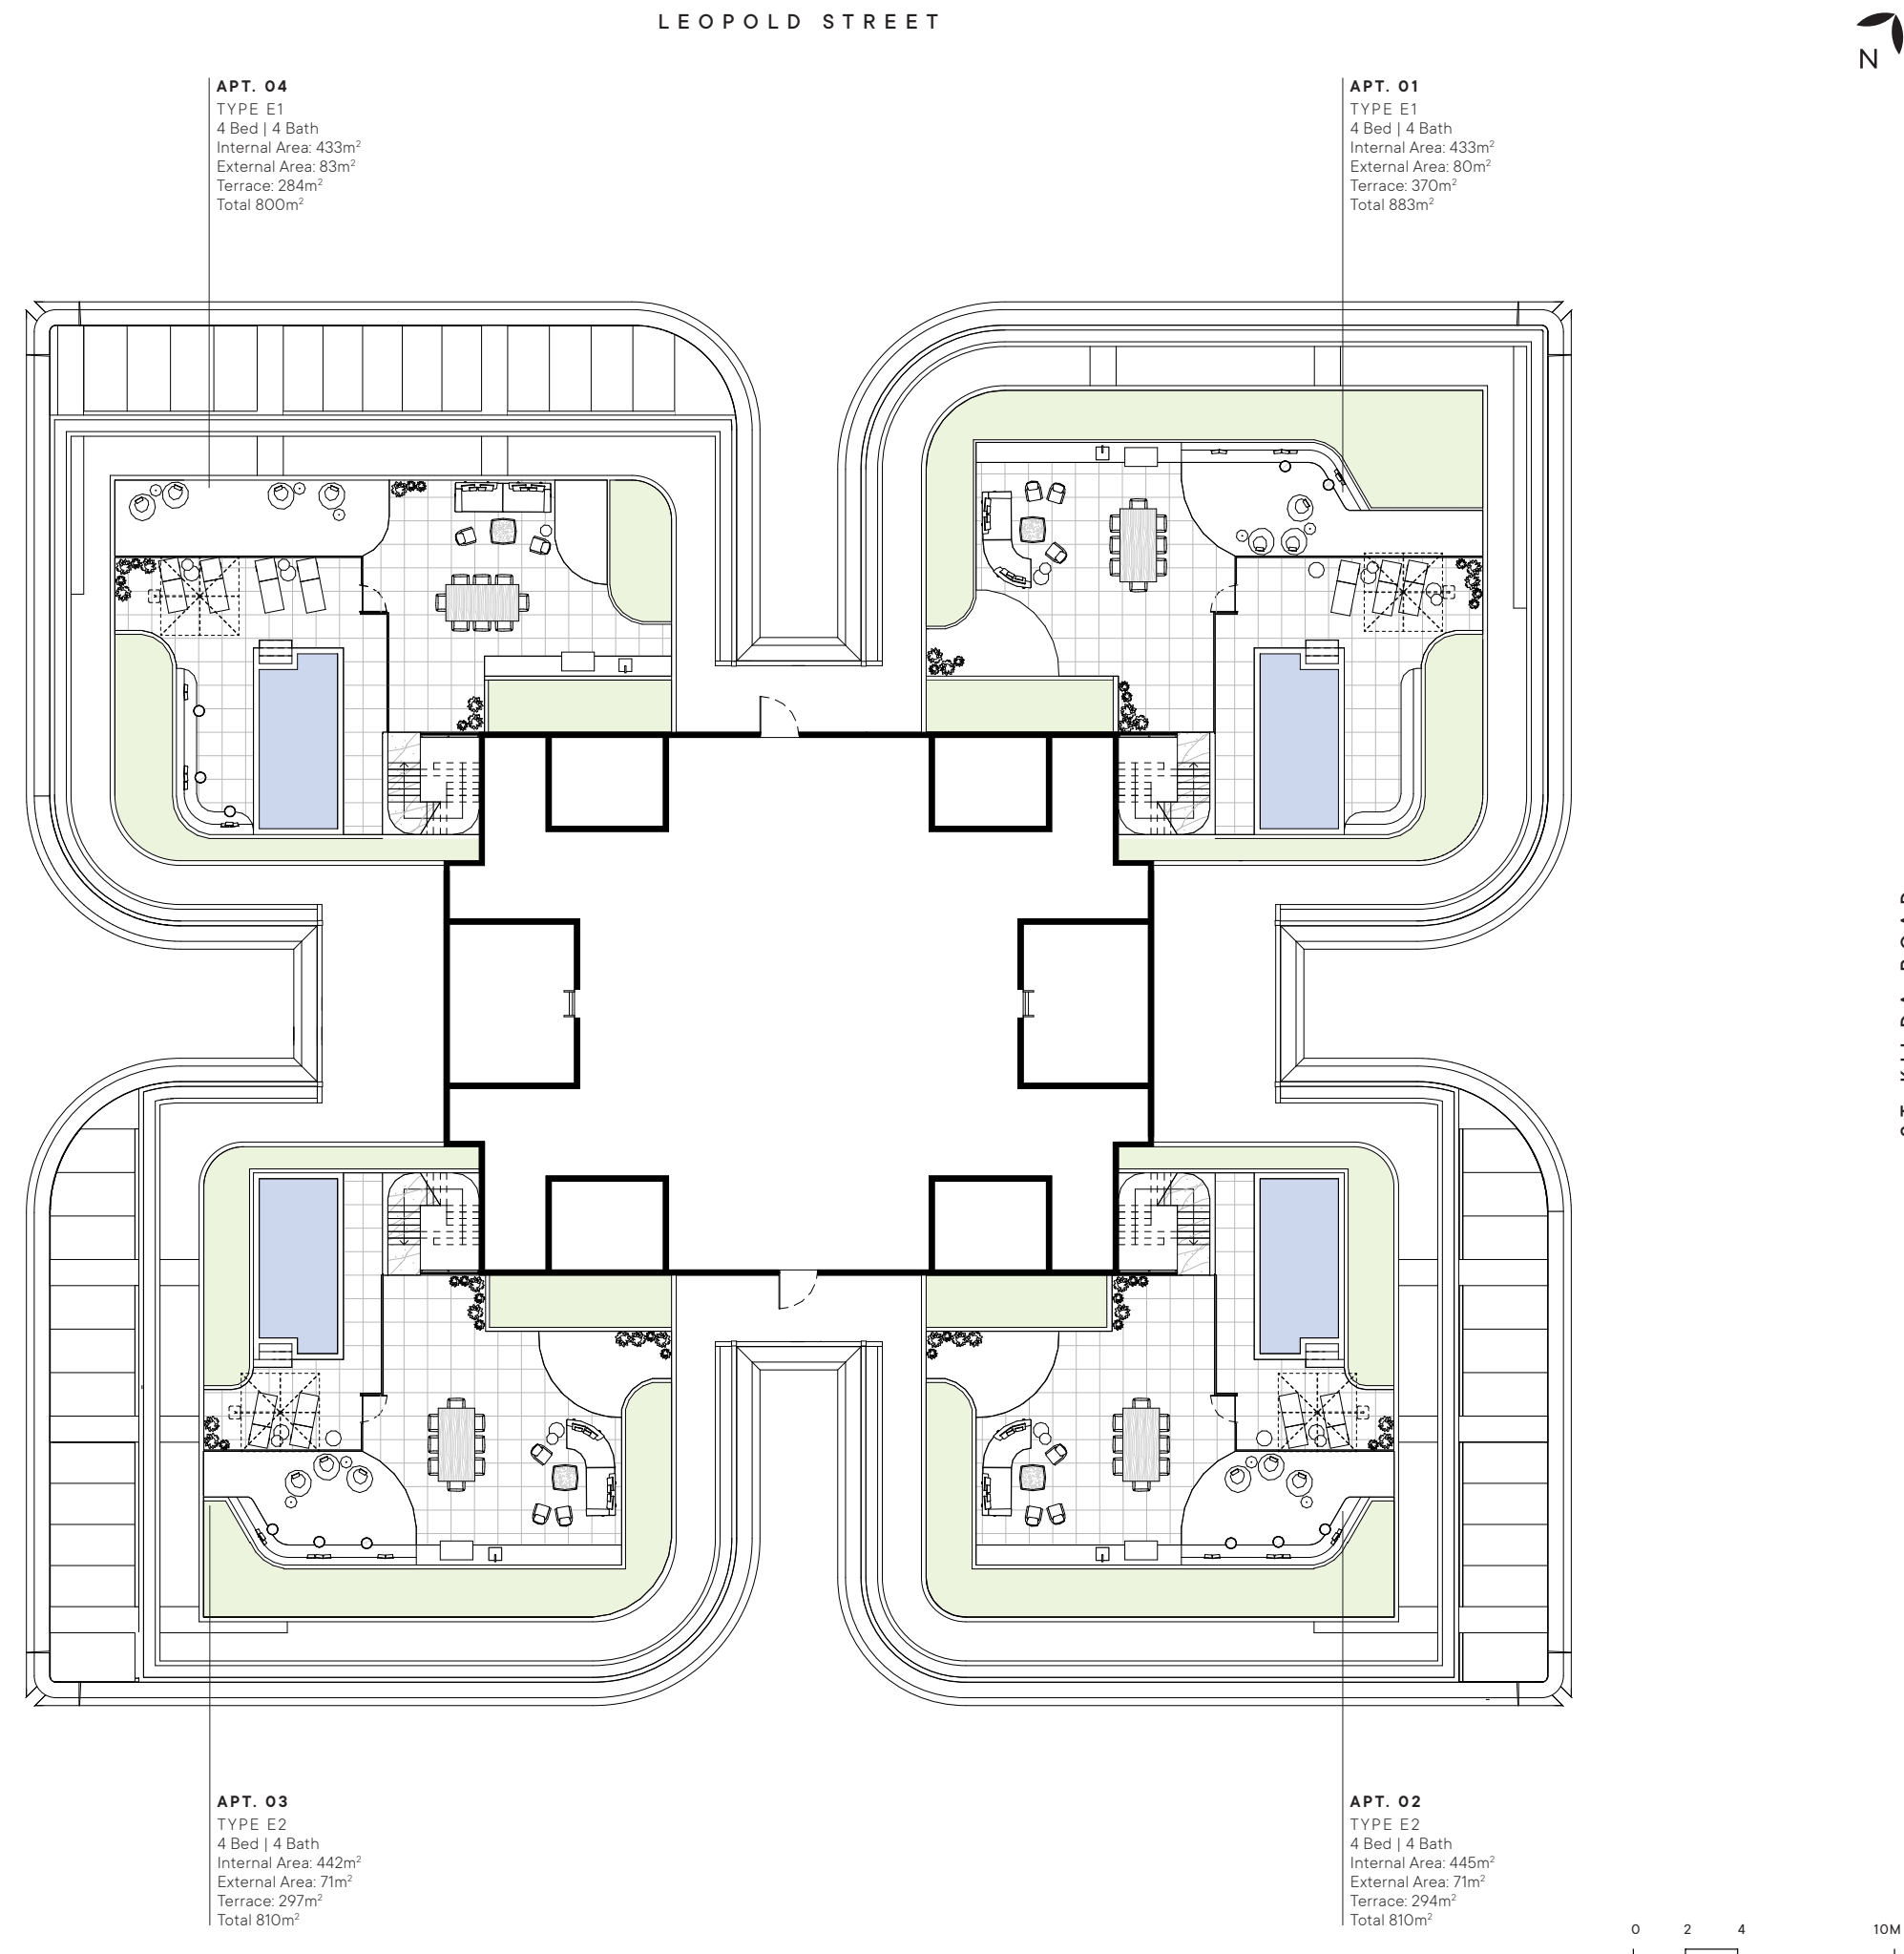 LEOPOLD STREET
N
APT. 04
TYPE E1
4 Bed | 4 Bath
Internal Area: 433m²
External Area: 83m²
Terrace: 284m²
Total 800m²
APT. 01
TYPE E1
4 Bed | 4 Bath
Internal Area: 433m²
External Area: 80m²
Terrace: 370m²
Total 883m²
APT. 03
TYPE E2
4 Bed | 4 Bath
Internal Area: 442m²
External Area: 71m²
Terrace: 297m²
Total 810m²
APT. 02
TYPE E2
4 Bed | 4 Bath
Internal Area: 445m²
External Area: 71m²
Terrace: 294m²
Total 810m²
0 2 4 10M